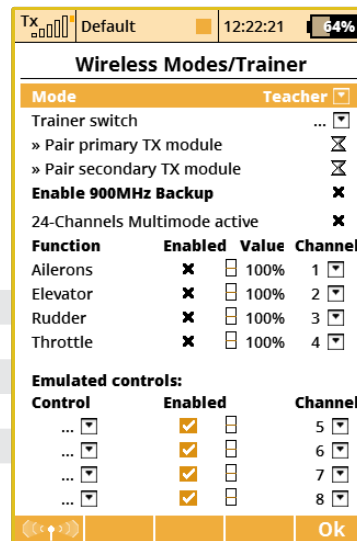 Tx Default 12:22:21 64%
Wireless Modes/Trainer
Mode Teacher
Trainer switch ...
» Pair primary TX module
» Pair secondary TX module
Enable 900MHz Backup
24-Channels Multimode active
Function Enabled Value Channel
Ailerons 100% 1
Elevator 100% 2
Rudder 100% 3
Throttle 100% 4
Emulated controls:
Control Enabled Channel
... 5
... 6
... 7
... 8
Ok